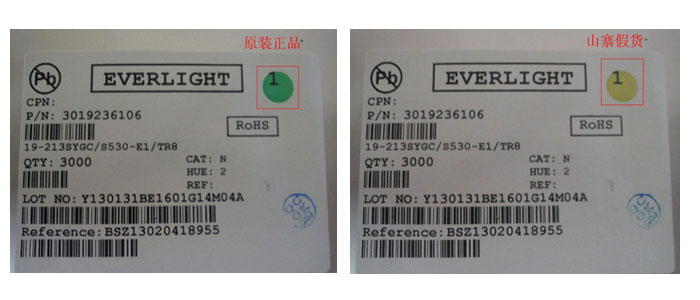 原装正品
Pb
EVERLIGHT
1
CPN:
P/N: 3019236106
RoHS
19-213SYGC/S530-E1/TR8
QTY: 3000
CAT: N
HUE: 2
REF:
LOT NO: Y130131BE1601G14M04A
Reference: BSZ13020418955
山寨假货
Pb
EVERLIGHT
1
CPN:
P/N: 3019236106
RoHS
19-213SYGC/S530-E1/TR8
QTY: 3000
CAT: N
HUE: 2
REF:
LOT NO: Y130131BE1601G14M04A
Reference: BSZ13020418955